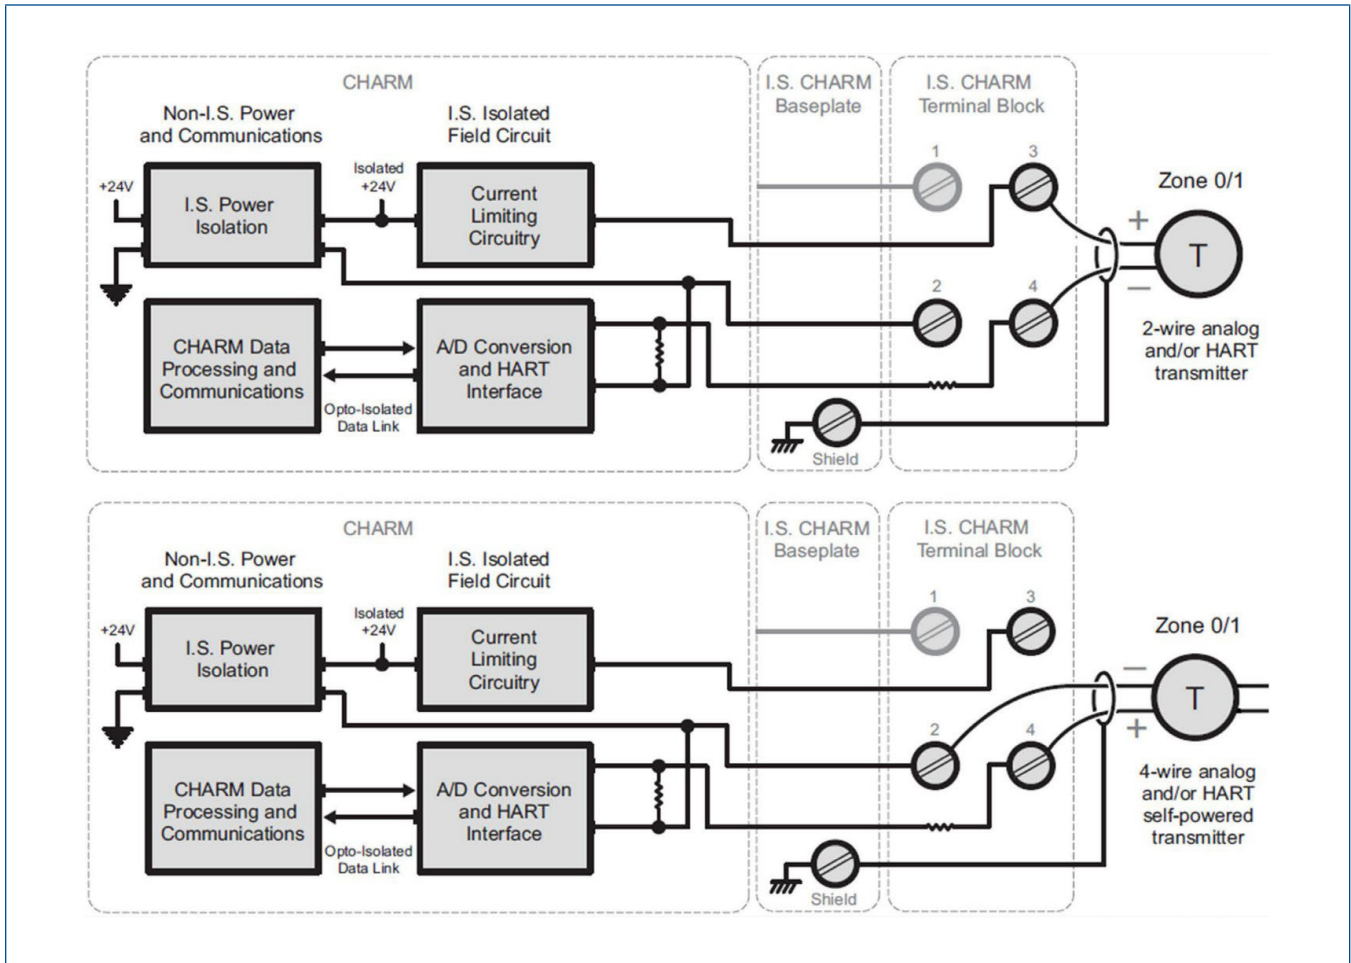 CHARM
I.S. CHARM
Baseplate
I.S. CHARM
Terminal Block
Non-I.S. Power
and Communications
I.S. Isolated
Field Circuit
+24V
I.S. Power
Isolation
Isolated
+24V
Current
Limiting
Circuitry
1
3
Zone 0/1
+
T
−
2
4
CHARM Data
Processing and
Communications
Opto-Isolated
Data Link
A/D Conversion
and HART
Interface
2-wire analog
and/or HART
transmitter
Shield
CHARM
I.S. CHARM
Baseplate
I.S. CHARM
Terminal Block
Non-I.S. Power
and Communications
I.S. Isolated
Field Circuit
+24V
I.S. Power
Isolation
Isolated
+24V
Current
Limiting
Circuitry
1
3
Zone 0/1
−
T
+
2
4
CHARM Data
Processing and
Communications
Opto-Isolated
Data Link
A/D Conversion
and HART
Interface
4-wire analog
and/or HART
self-powered
transmitter
Shield